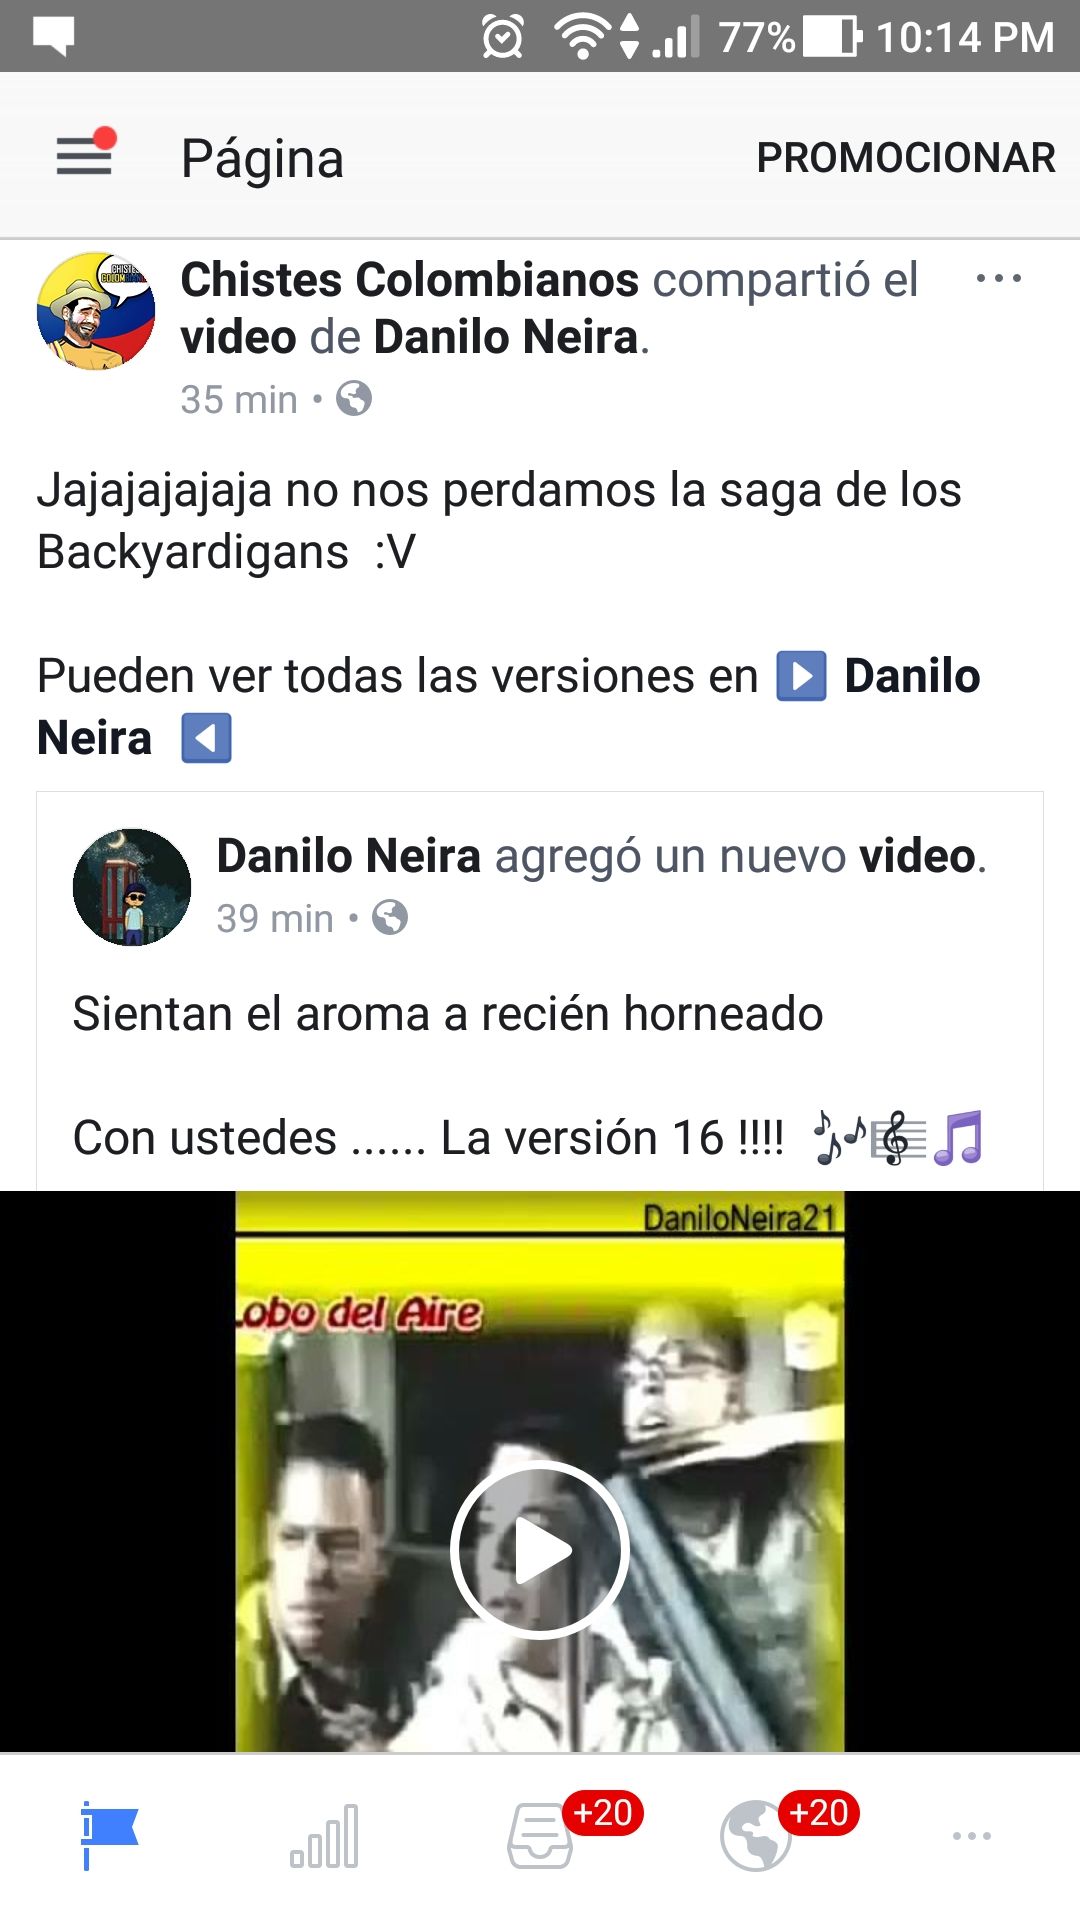 77% 10:14 PM
Página PROMOCIONAR
CHISTES
COLOMBIANOS
Chistes Colombianos compartió el
video de Danilo Neira.
35 min •
Jajajajajaja no nos perdamos la saga de los
Backyardigans :V
Pueden ver todas las versiones en ▶ Danilo
Neira ◀
Danilo Neira agregó un nuevo video.
39 min •
Sientan el aroma a recién horneado
Con ustedes ...... La versión 16 !!!! 🎶🎼🎵
DaniloNeira21
Lobo del Aire
+20 +20